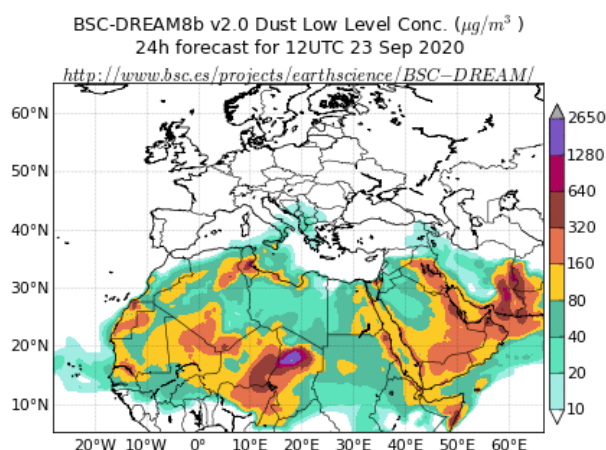 BSC-DREAM8b v2.0 Dust Low Level Conc. (μg/m³ )
24h forecast for 12UTC 23 Sep 2020
http://www.bsc.es/projects/earthscience/BSC−DREAM/
60°N
50°N
40°N
30°N
20°N
10°N
20°W 10°W 0° 10°E 20°E 30°E 40°E 50°E 60°E
2650
1280
640
320
160
80
40
20
10